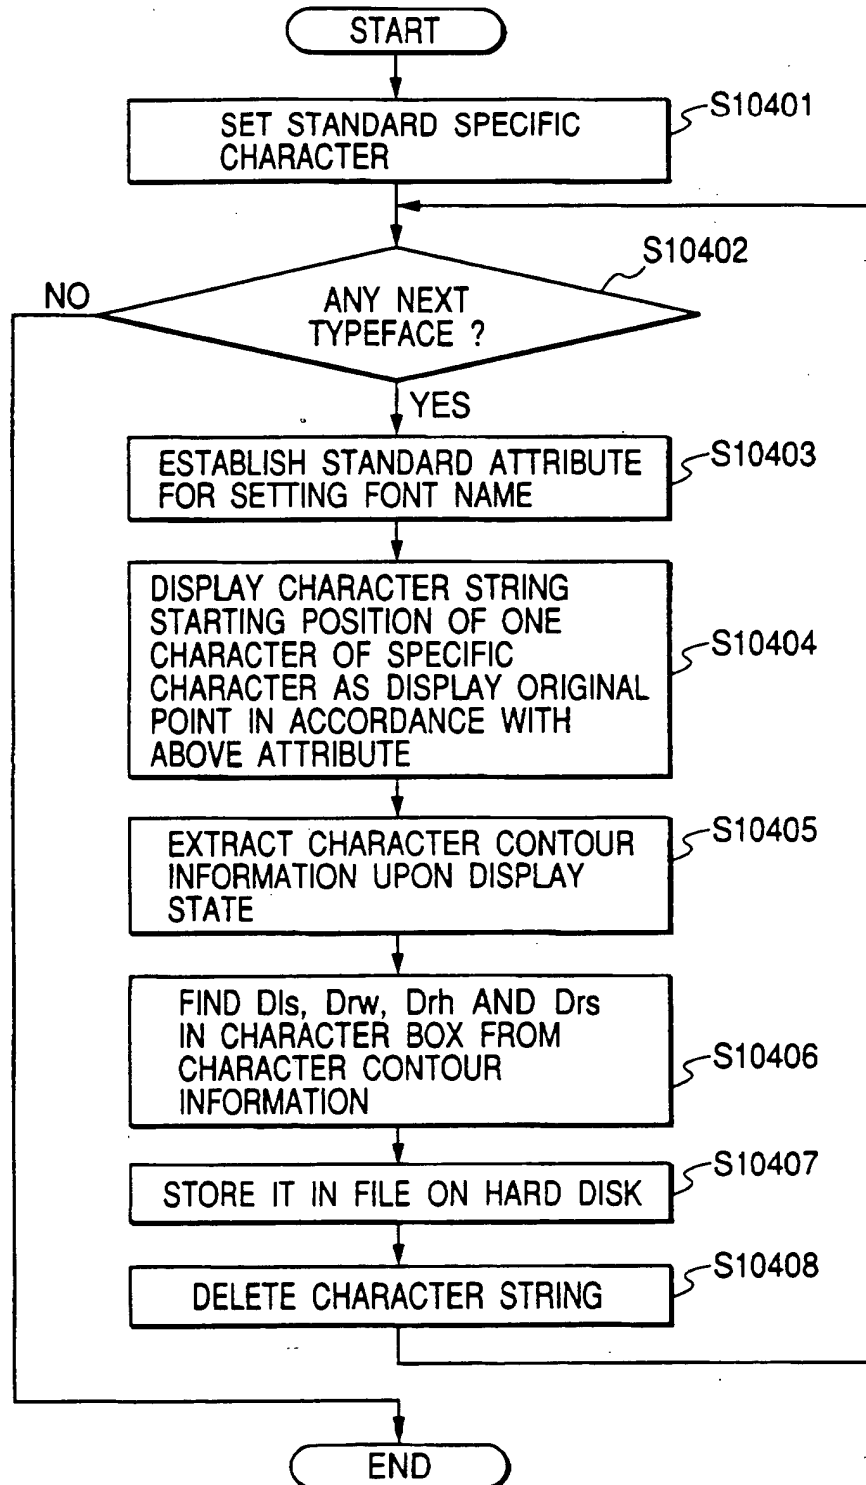 START
SET STANDARD SPECIFIC
CHARACTER
S10401
S10402
NO
ANY NEXT
TYPEFACE ?
YES
ESTABLISH STANDARD ATTRIBUTE
FOR SETTING FONT NAME
S10403
DISPLAY CHARACTER STRING
STARTING POSITION OF ONE
CHARACTER OF SPECIFIC
CHARACTER AS DISPLAY ORIGINAL
POINT IN ACCORDANCE WITH
ABOVE ATTRIBUTE
S10404
EXTRACT CHARACTER CONTOUR
INFORMATION UPON DISPLAY
STATE
S10405
FIND Dls, Drw, Drh AND Drs
IN CHARACTER BOX FROM
CHARACTER CONTOUR
INFORMATION
S10406
STORE IT IN FILE ON HARD DISK
S10407
DELETE CHARACTER STRING
S10408
END